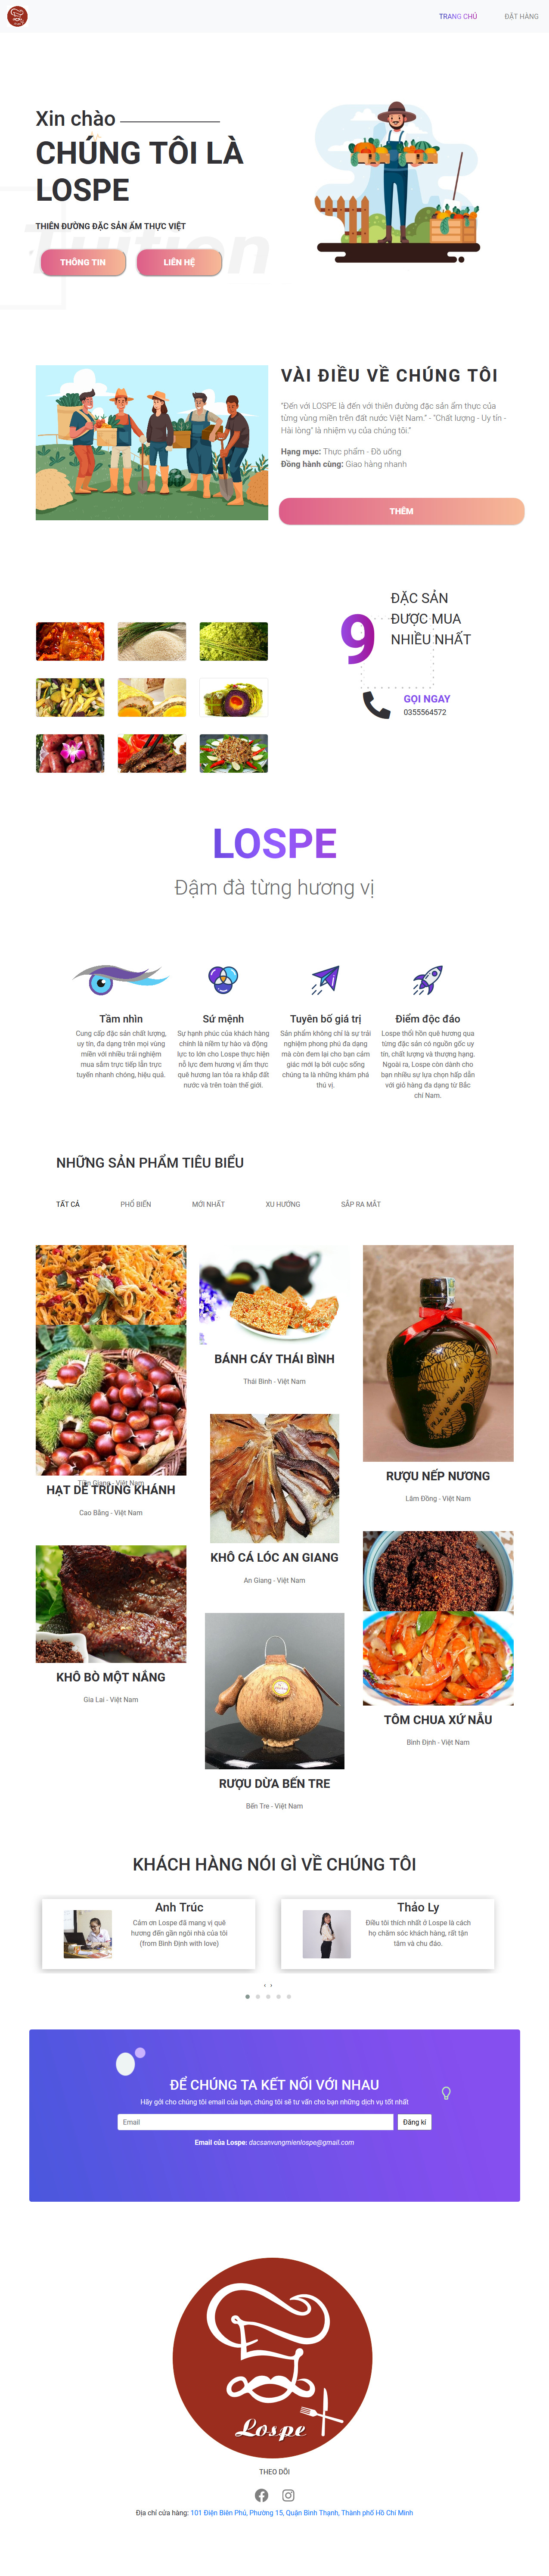 TRANG CHỦ
ĐẶT HÀNG
Xin chào
CHÚNG TÔI LÀ
LOSPE
THIÊN ĐƯỜNG ĐẶC SẢN ẨM THỰC VIỆT
THÔNG TIN
LIÊN HỆ
VÀI ĐIỀU VỀ CHÚNG TÔI
"Đến với LOSPE là đến với thiên đường đặc sản ẩm thực của
từng vùng miền trên đất nước Việt Nam." - "Chất lượng - Uy tín -
Hài lòng" là nhiệm vụ của chúng tôi."
Hạng mục: Thực phẩm - Đồ uống
Đồng hành cùng: Giao hàng nhanh
THÊM
9
ĐẶC SẢN
ĐƯỢC MUA
NHIỀU NHẤT
GỌI NGAY
0355564572
LOSPE
Đậm đà từng hương vị
Tầm nhìn
Cung cấp đặc sản chất lượng,
uy tín, đa dạng trên mọi vùng
miền với nhiều trải nghiệm
mua sắm trực tiếp lẫn trực
tuyến nhanh chóng, hiệu quả.
Sứ mệnh
Sự hạnh phúc của khách hàng
chính là niềm tự hào và động
lực to lớn cho Lospe thực hiện
nỗ lực đem hương vị ẩm thực
quê hương lan tỏa ra khắp đất
nước và trên toàn thế giới.
Tuyên bố giá trị
Sản phẩm không chỉ là sự trải
nghiệm phong phú đa dạng
mà còn đem lại cho bạn cảm
giác mới lạ bởi cuộc sống
chúng ta là những khám phá
thú vị.
Điểm độc đáo
Lospe thổi hồn quê hương qua
từng đặc sản có nguồn gốc uy
tín, chất lượng và thượng hạng.
Ngoài ra, Lospe còn dành cho
bạn nhiều sự lựa chọn hấp dẫn
với giỏ hàng đa dạng từ Bắc
chí Nam.
NHỮNG SẢN PHẨM TIÊU BIỂU
TẤT CẢ
PHỔ BIẾN
MỚI NHẤT
XU HƯỚNG
SẮP RA MẮT
Tiền Giang - Việt Nam
HẠT DẺ TRÙNG KHÁNH
Cao Bằng - Việt Nam
KHÔ BÒ MỘT NẮNG
Gia Lai - Việt Nam
BÁNH CÁY THÁI BÌNH
Thái Bình - Việt Nam
KHÔ CÁ LÓC AN GIANG
An Giang - Việt Nam
RƯỢU DỪA BẾN TRE
Bến Tre - Việt Nam
RƯỢU NẾP NƯƠNG
Lâm Đồng - Việt Nam
TÔM CHUA XỨ NẪU
Bình Định - Việt Nam
KHÁCH HÀNG NÓI GÌ VỀ CHÚNG TÔI
Anh Trúc
Cảm ơn Lospe đã mang vị quê
hương đến gần ngôi nhà của tôi
(from Bình Định with love)
Thảo Ly
Điều tôi thích nhất ở Lospe là cách
họ chăm sóc khách hàng, rất tận
tâm và chu đáo.
‹ ›
ĐỂ CHÚNG TA KẾT NỐI VỚI NHAU
Hãy gởi cho chúng tôi email của bạn, chúng tôi sẽ tư vấn cho bạn những dịch vụ tốt nhất
Email
Đăng kí
Email của Lospe: dacsanvungmienlospe@gmail.com
Lospe
THEO DÕI
Địa chỉ cửa hàng: 101 Điện Biên Phủ, Phường 15, Quận Bình Thạnh, Thành phố Hồ Chí Minh